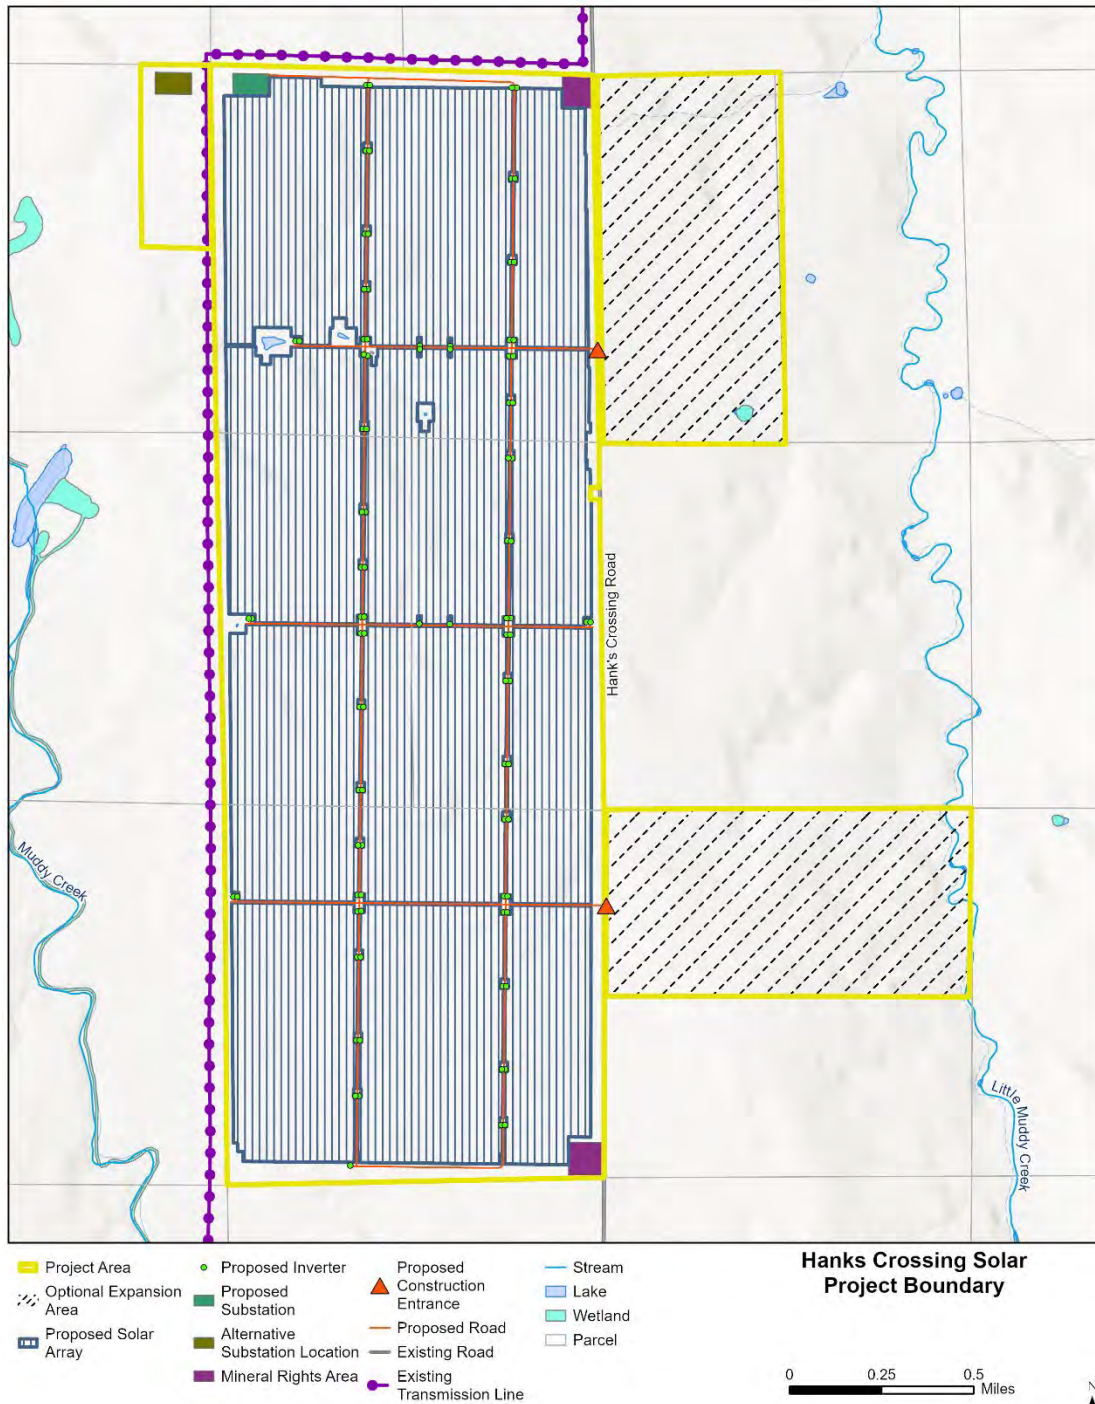 Hank's Crossing Road
Muddy Creek
Little Muddy Creek
Project Area
Optional Expansion
Area
Proposed Solar
Array
Proposed Inverter
Proposed
Substation
Alternative
Substation Location
Mineral Rights Area
Proposed
Construction
Entrance
Proposed Road
Existing Road
Existing
Transmission Line
Stream
Lake
Wetland
Parcel
Hanks Crossing Solar
Project Boundary
0 0.25 0.5
Miles
N